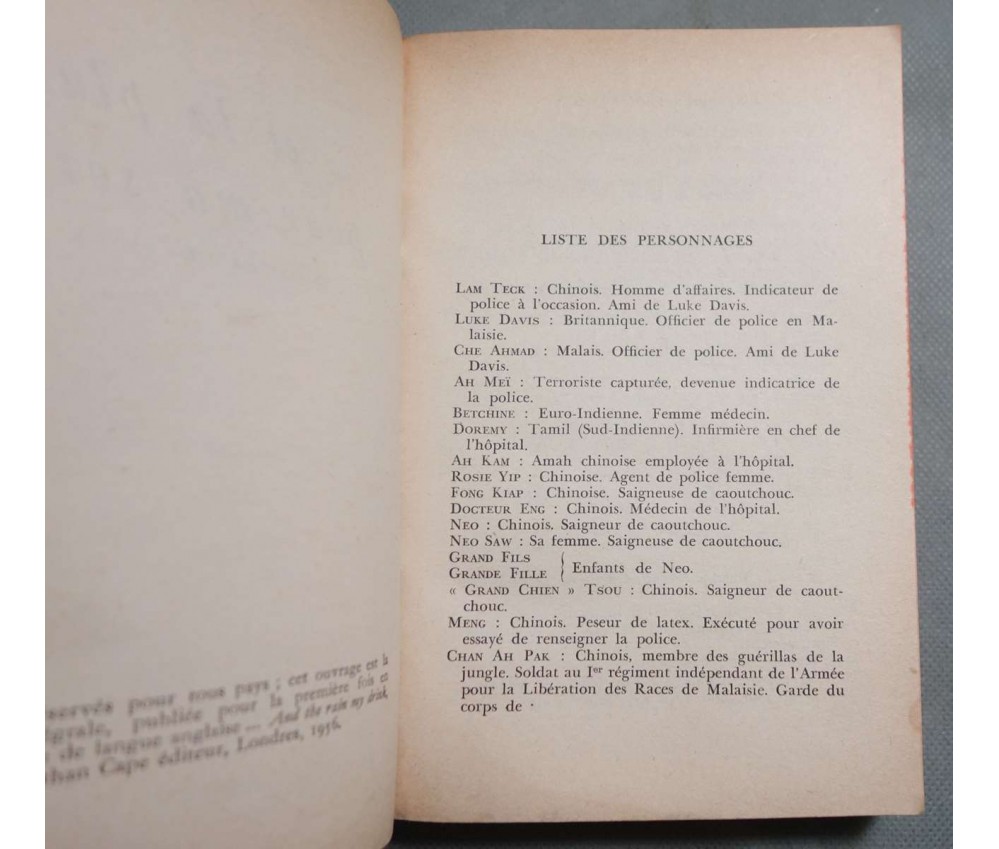 servés pour tous pays ; cet ouvrage est la
égrale, publiée pour la première fois en
de langue anglaise — And the rain my drink,
than Cape éditeur, Londres, 1956.
LISTE DES PERSONNAGES
LAM TECK : Chinois. Homme d'affaires. Indicateur de
police à l'occasion. Ami de Luke Davis.
LUKE DAVIS : Britannique. Officier de police en Ma-
laisie.
CHE AHMAD : Malais. Officier de police. Ami de Luke
Davis.
AH MEÏ : Terroriste capturée, devenue indicatrice de
la police.
BETCHINE : Euro-Indienne. Femme médecin.
DOREMY : Tamil (Sud-Indienne). Infirmière en chef de
l'hôpital.
AH KAM : Amah chinoise employée à l'hôpital.
ROSIE YIP : Chinoise. Agent de police femme.
FONG KIAP : Chinoise. Saigneuse de caoutchouc.
DOCTEUR ENG : Chinois. Médecin de l'hôpital.
NEO : Chinois. Saigneur de caoutchouc.
NEO SAW : Sa femme. Saigneuse de caoutchouc.
GRAND FILS
GRANDE FILLE } Enfants de Neo.
« GRAND CHIEN » TSOU : Chinois. Saigneur de caout-
chouc.
MENG : Chinois. Peseur de latex. Exécuté pour avoir
essayé de renseigner la police.
CHAN AH PAK : Chinois, membre des guérillas de la
jungle. Soldat au Ier régiment indépendant de l'Armée
pour la Libération des Races de Malaisie. Garde du
corps de